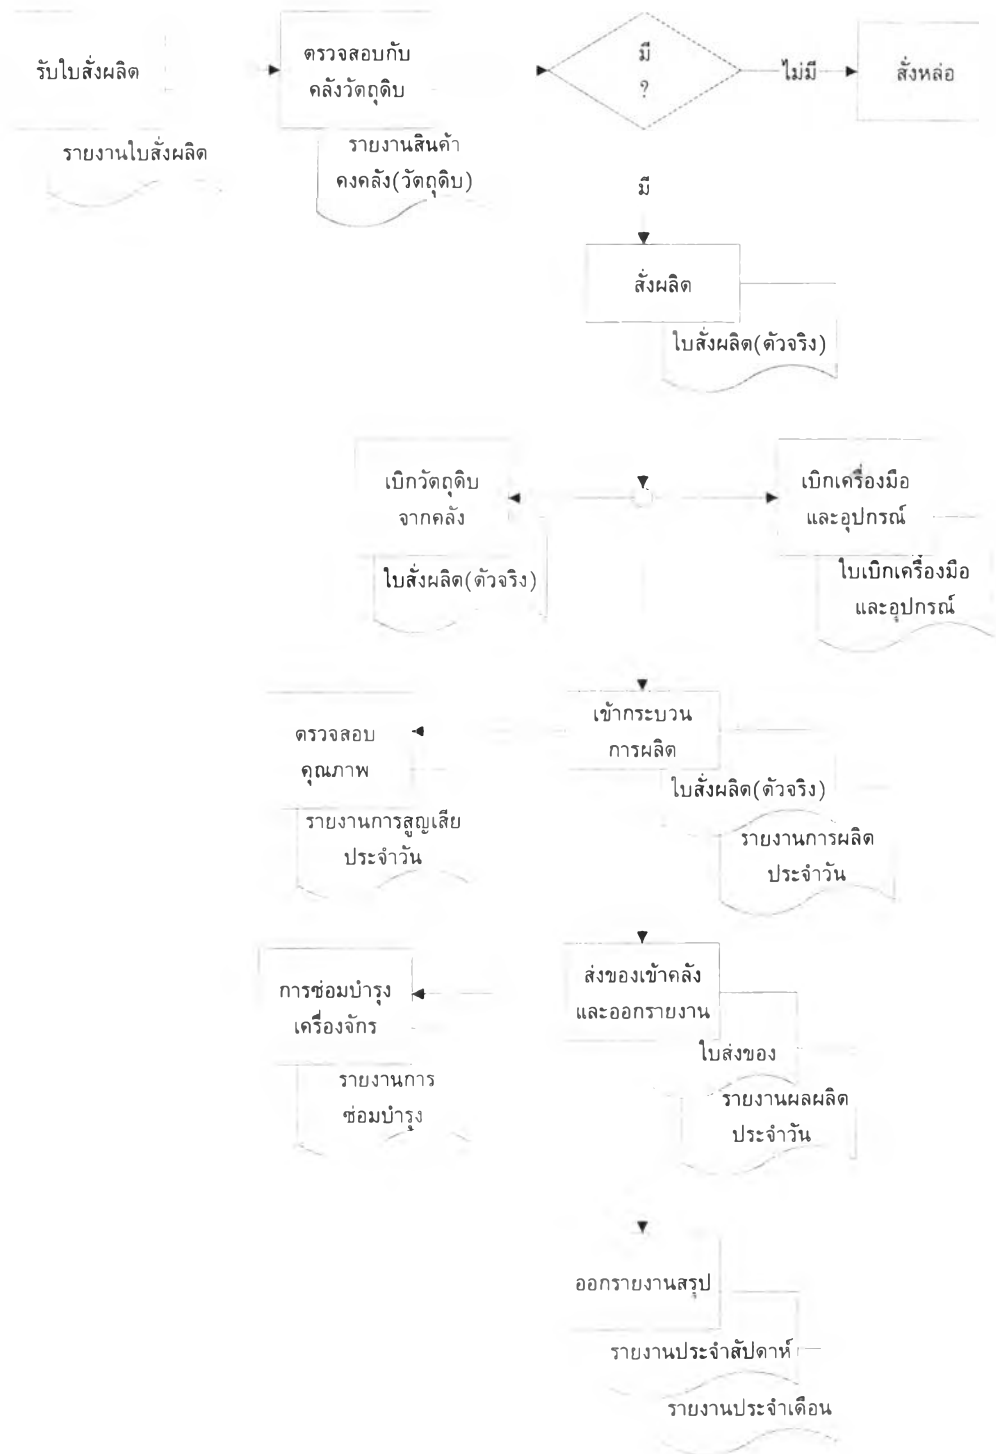 รับใบสั่งผลิต
รายงานใบสั่งผลิต
ตรวจสอบกับ
คลังวัตถุดิบ
รายงานสินค้า
คงคลัง(วัตถุดิบ)
มี
?
ไม่มี
สั่งหล่อ
มี
สั่งผลิต
ใบสั่งผลิต(ตัวจริง)
เบิกวัตถุดิบ
จากคลัง
ใบสั่งผลิต(ตัวจริง)
เบิกเครื่องมือ
และอุปกรณ์
ใบเบิกเครื่องมือ
และอุปกรณ์
เข้ากระบวน
การผลิต
ใบสั่งผลิต(ตัวจริง)
รายงานการผลิต
ประจำวัน
ตรวจสอบ
คุณภาพ
รายงานการสูญเสีย
ประจำวัน
ส่งของเข้าคลัง
และออกรายงาน
ใบส่งของ
รายงานผลผลิต
ประจำวัน
การซ่อมบำรุง
เครื่องจักร
รายงานการ
ซ่อมบำรุง
ออกรายงานสรุป
รายงานประจำสัปดาห์
รายงานประจำเดือน